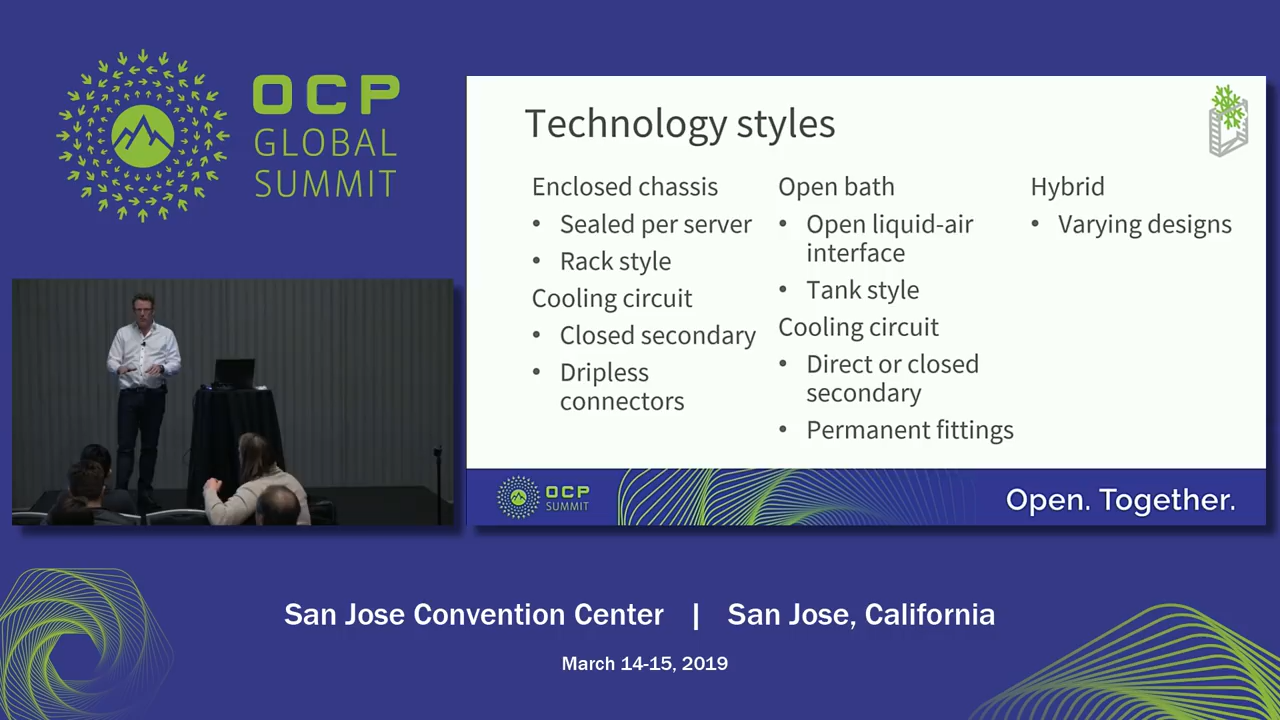 OCP
GLOBAL
SUMMIT
Technology styles
Enclosed chassis
• Sealed per server
• Rack style
Cooling circuit
• Closed secondary
• Dripless
connectors
Open bath
• Open liquid-air
interface
• Tank style
Cooling circuit
• Direct or closed
secondary
• Permanent fittings
Hybrid
• Varying designs
OCP
SUMMIT
Open. Together.
San Jose Convention Center | San Jose, California
March 14-15, 2019